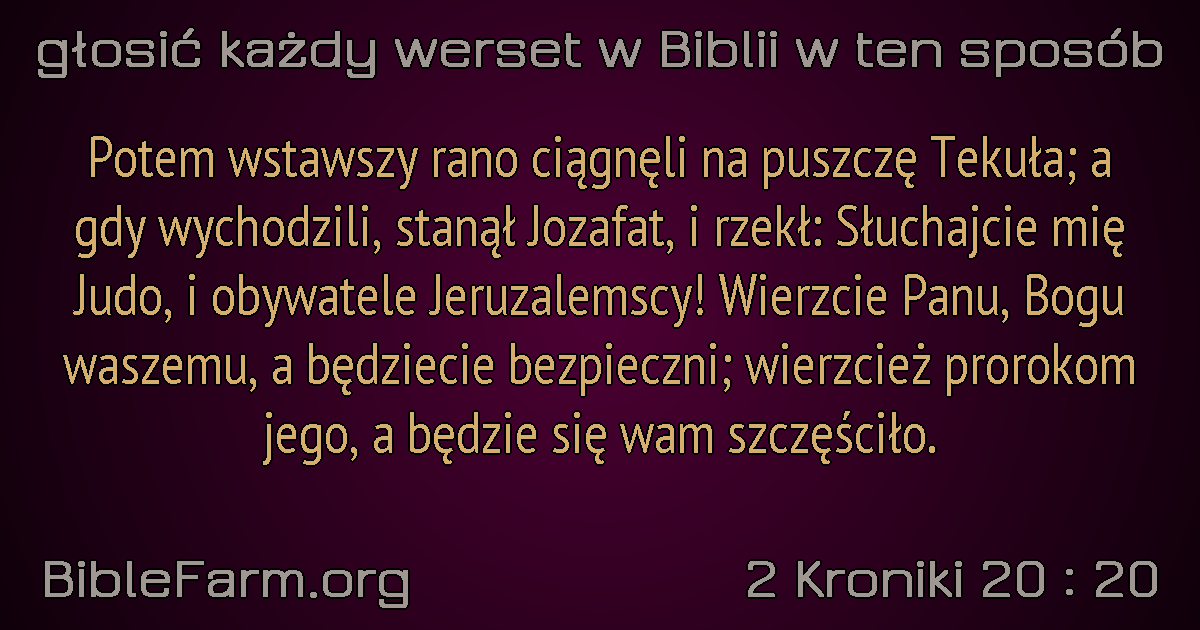 głosić każdy werset w Biblii w ten sposób
Potem wstawszy rano ciągnęli na puszczę Tekuła; a
gdy wychodzili, stanął Jozafat, i rzekł: Słuchajcie mię
Judo, i obywatele Jeruzalemscy! Wierzcie Panu, Bogu
waszemu, a będziecie bezpieczni; wierzcież prorokom
jego, a będzie się wam szczęściło.
BibleFarm.org
2 Kroniki 20 : 20